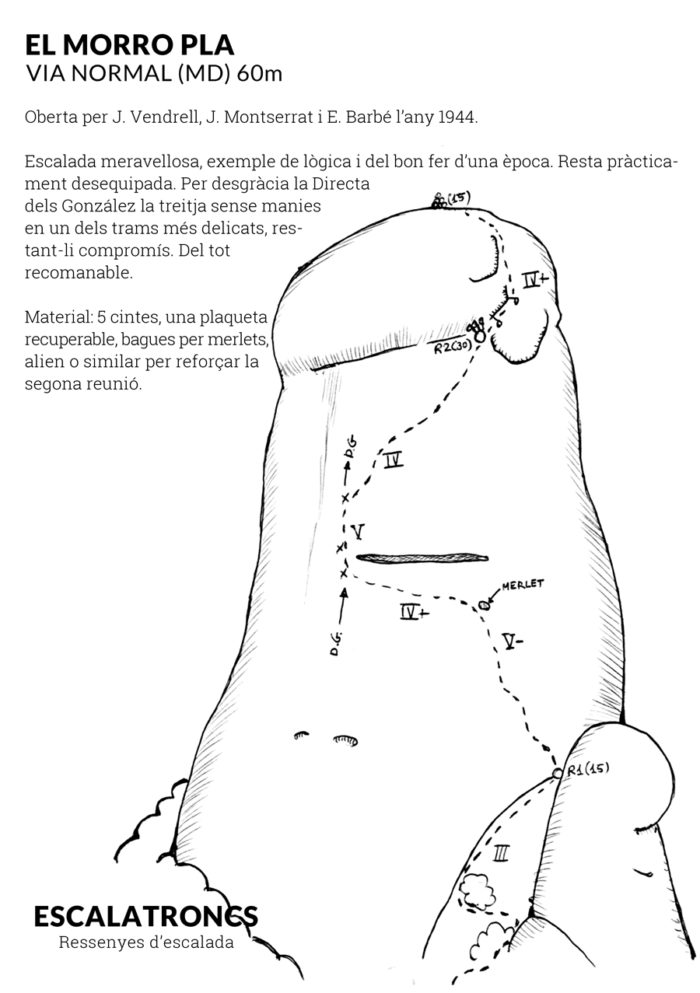 EL MORRO PLA
VIA NORMAL (MD) 60m
Oberta per J. Vendrell, J. Montserrat i E. Barbé l’any 1944.
Escalada meravellosa, exemple de lògica i del bon fer d’una època. Resta pràctica-
ment desequipada. Per desgràcia la Directa
dels González la treitja sense manies
en un dels trams més delicats, res-
tant-li compromís. Del tot
recomanable.
Material: 5 cintes, una plaqueta
recuperable, bagues per merlets,
alien o similar per reforçar la
segona reunió.
(15)
IV+
R2(30)
D.G.
IV
V
MERLET
IV+
D.G.
V-
R1(15)
III
ESCALATRONCS
Ressenyes d’escalada